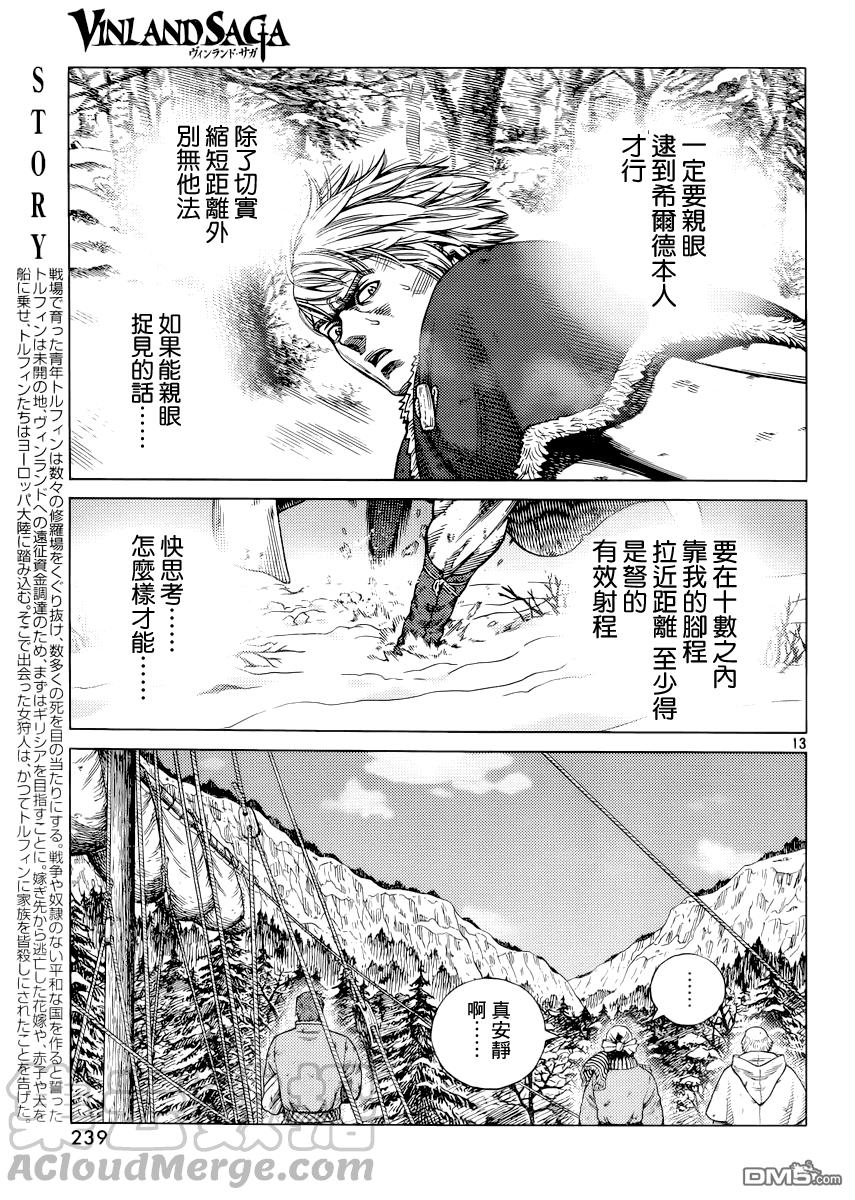 VINLAND SAGA
ヴィンランド・サガ
STORY
戦場で育った青年トルフィンは数々の修羅場をくぐり抜け、数多くの死を目の当たりにする。戦争や奴隷のない平和な国を作ると誓った
トルフィンは未開の地、ヴィンランドへの遠征資金調達のため、まずはギリシアを目指すことに。嫁ぎ先から逃亡した花嫁や、赤子や犬を
船に乗せ、トルフィンたちはヨーロッパ大陸に踏み込む。そこで出会った女狩人は、かつてトルフィンに家族を皆殺しにされたことを告げた。
一定要親眼
逮到希爾德本人
才行
除了切實
縮短距離外
別無他法
如果能親眼
捉見的話……
要在十數之內
靠我的腳程
拉近距離 至少得
是弩的
有效射程
快思考……
怎麼樣才能……
13
……
真安靜
啊……
239
ACloudMerge.com
DM5.com